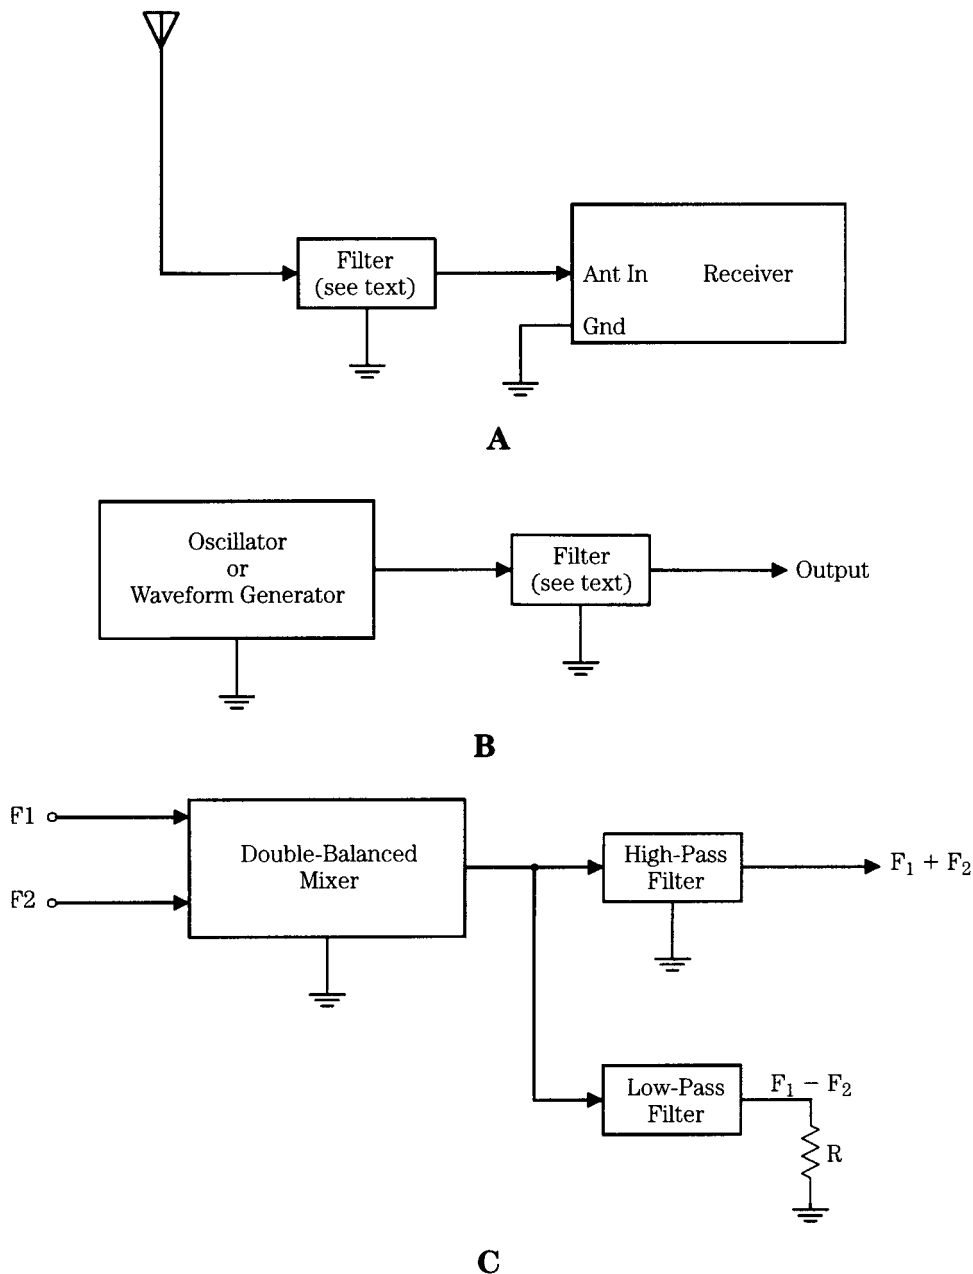 Filter
(see text)
Ant In
Receiver
Gnd
A
Oscillator
or
Waveform Generator
Filter
(see text)
Output
B
F1
F2
Double-Balanced
Mixer
High-Pass
Filter
F₁ + F₂
Low-Pass
Filter
F₁ − F₂
R
C